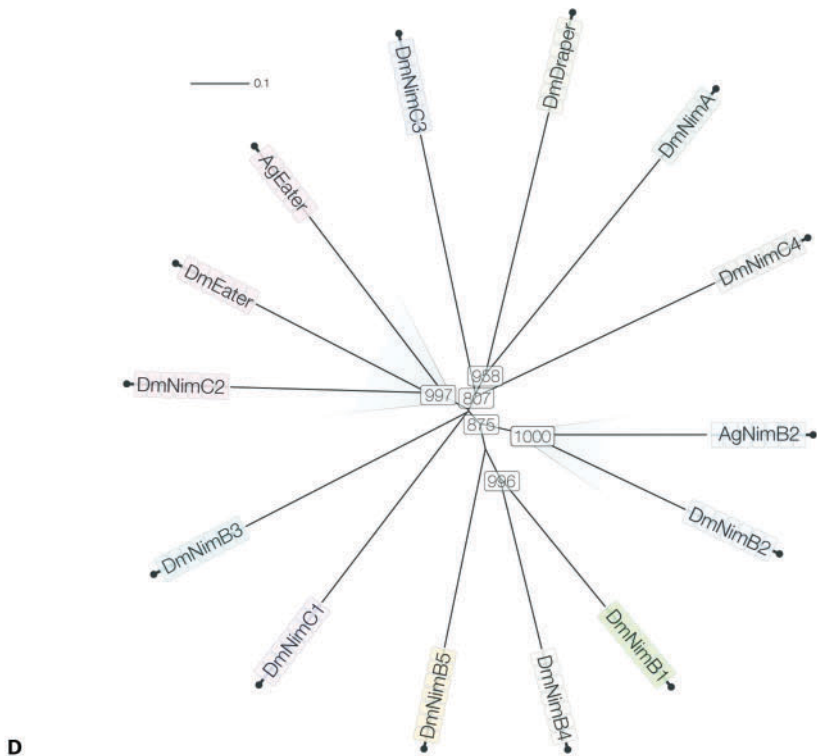 DmDraper
DmNimC3
0.1
DmNimA
AgEater
DmNimC4
DmEater
958
DmNimC2
997
807
875
1000
AgNimB2
996
DmNimB2
DmNimB3
DmNimC1
DmNimB1
DmNimB5
DmNimB4
D